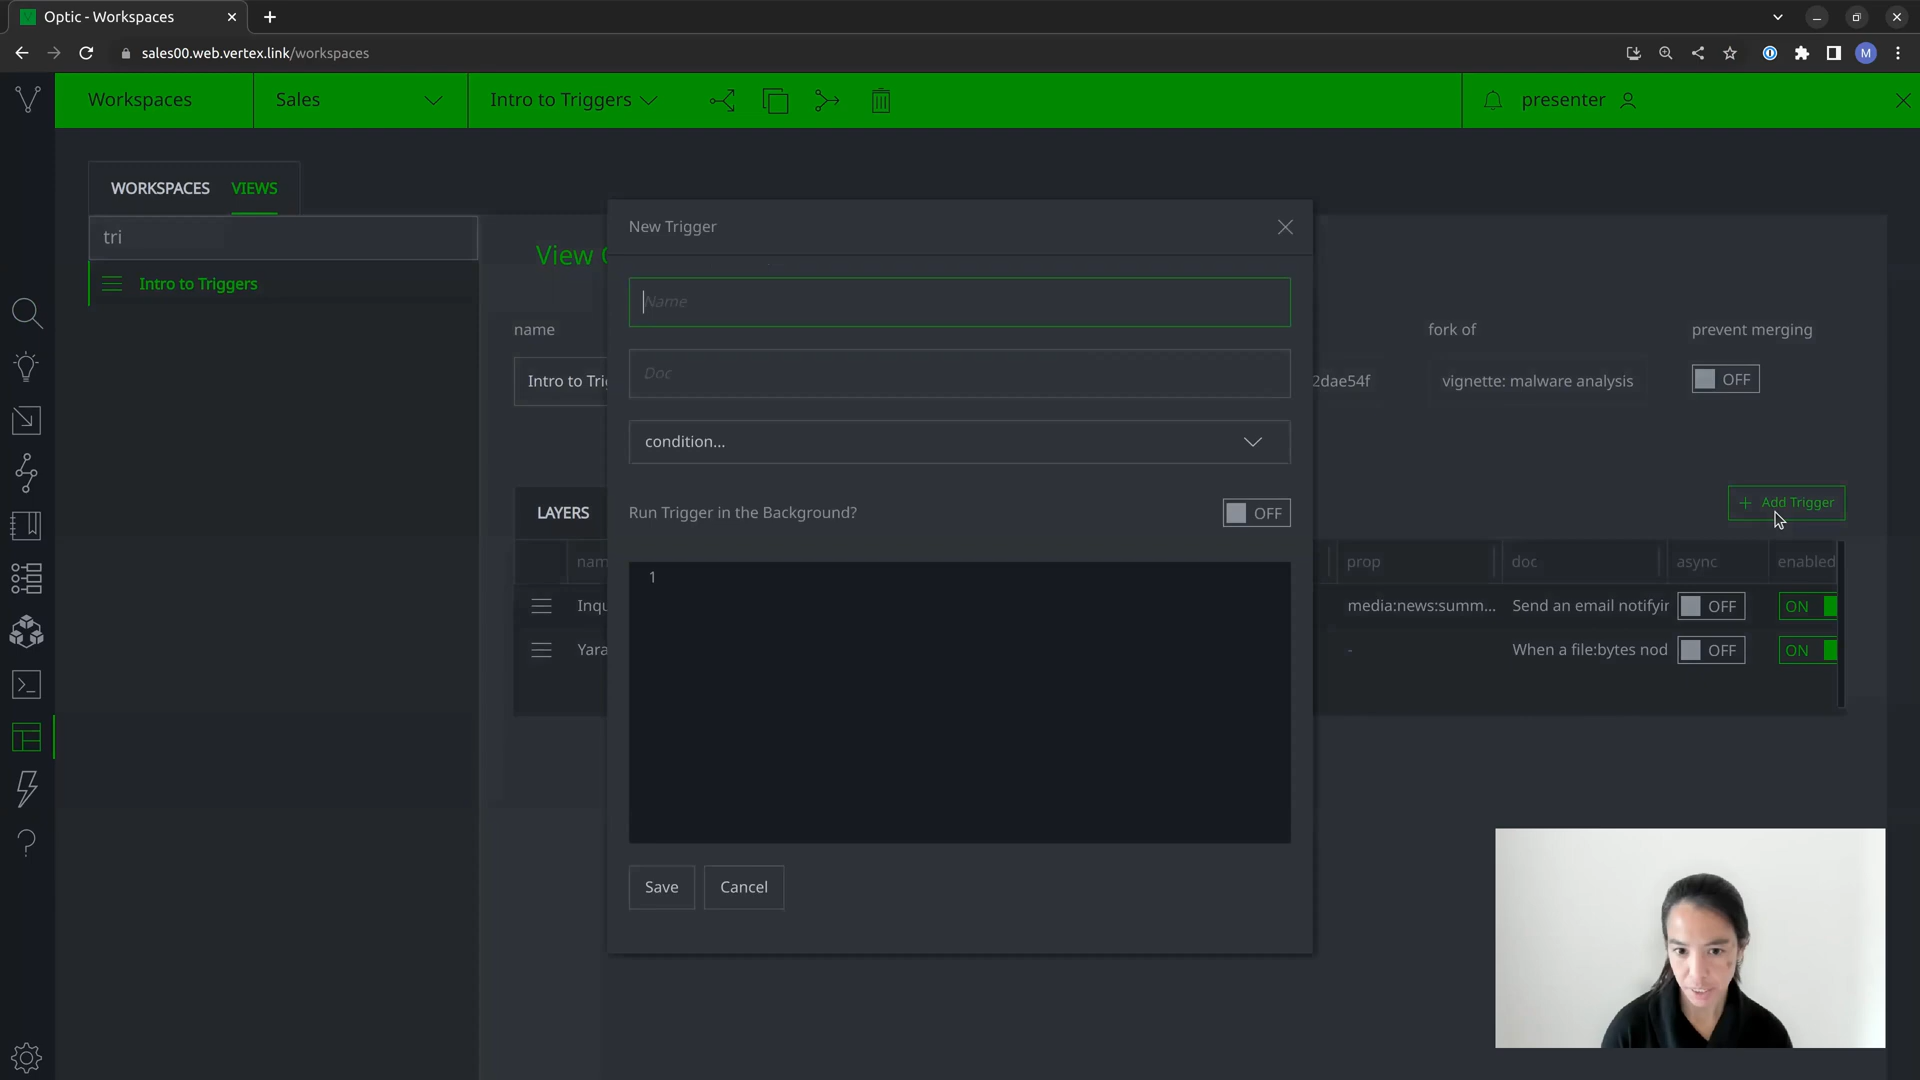 Optic - Workspaces
sales00.web.vertex.link/workspaces
M
Workspaces
Sales
Intro to Triggers
presenter
WORKSPACES
VIEWS
tri
Intro to Triggers
View
name
Intro to Tri
2dae54f
fork of
vignette: malware analysis
prevent merging
OFF
New Trigger
Name
Doc
condition...
Run Trigger in the Background?
OFF
1
Save
Cancel
LAYERS
+ Add Trigger
nam
prop
doc
async
enabled
Inqu
media:news:summ...
Send an email notifyin
OFF
ON
Yara
-
When a file:bytes nod
OFF
ON